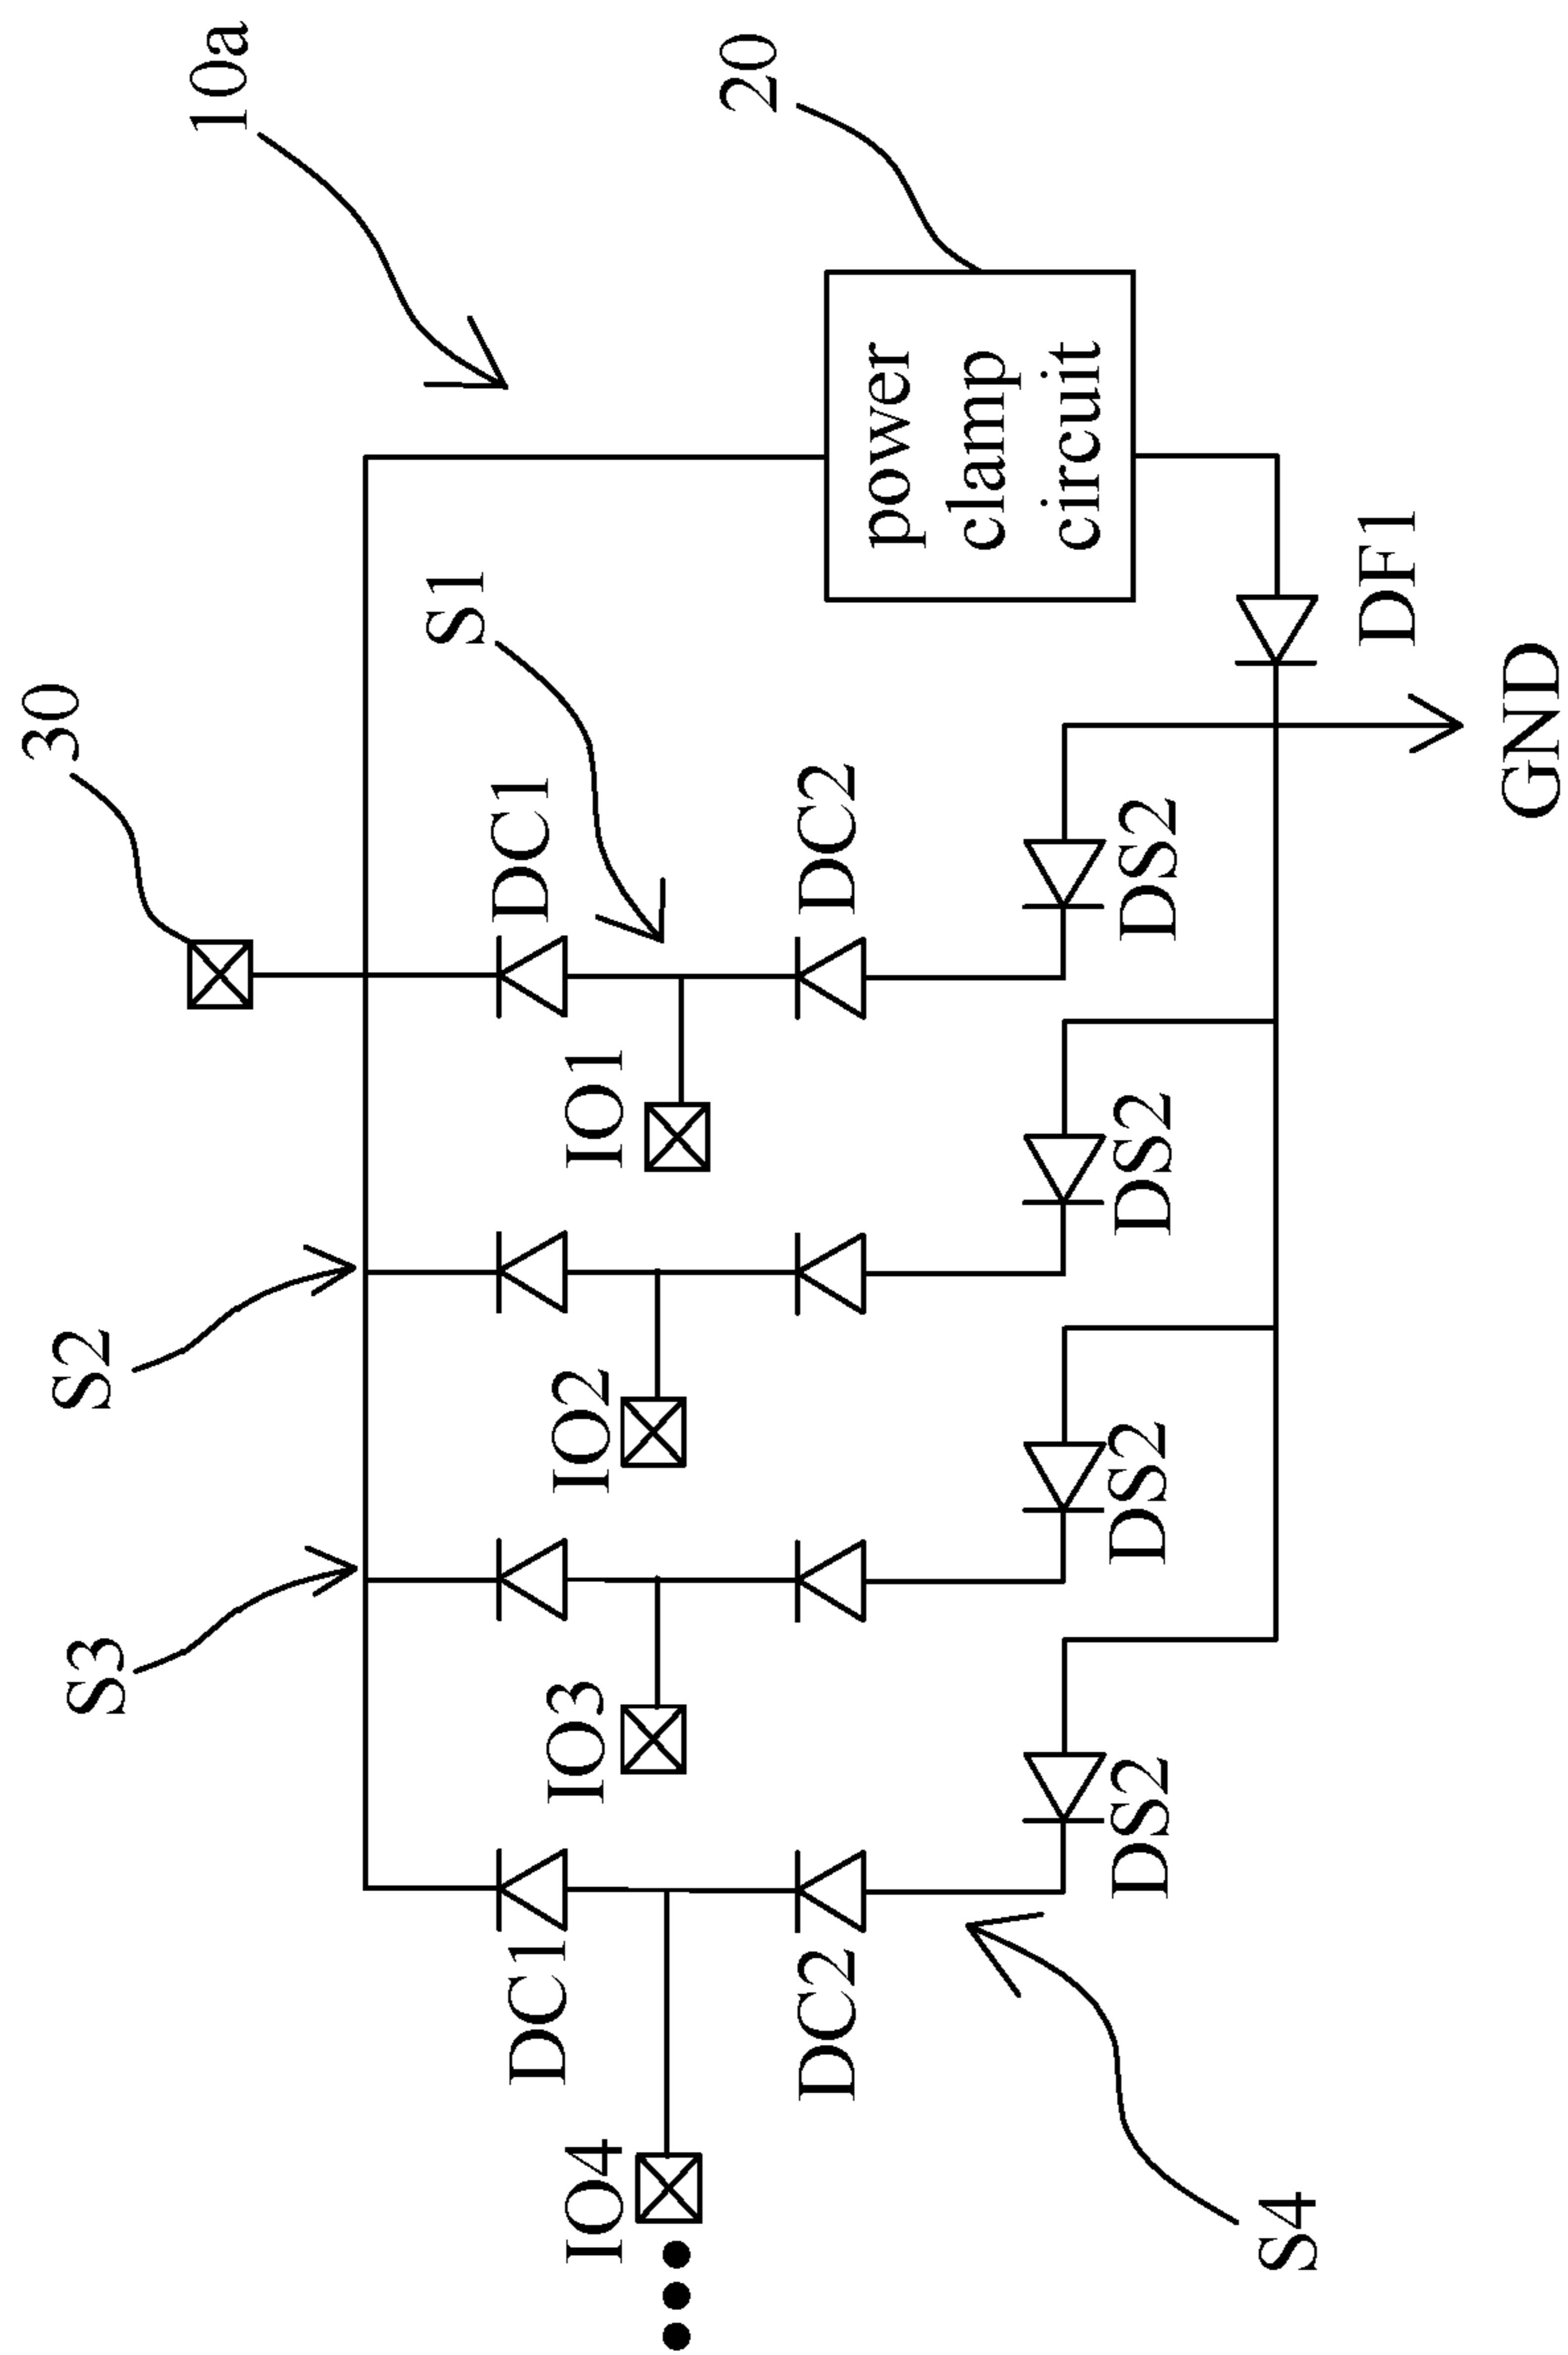 10a
20
power
clamp
circuit
30
S1
DC1
DC2
DF1
GND
DS2
IO1
DS2
S2
IO2
DS2
S3
IO3
DS2
DC1
DC2
IO4
S4